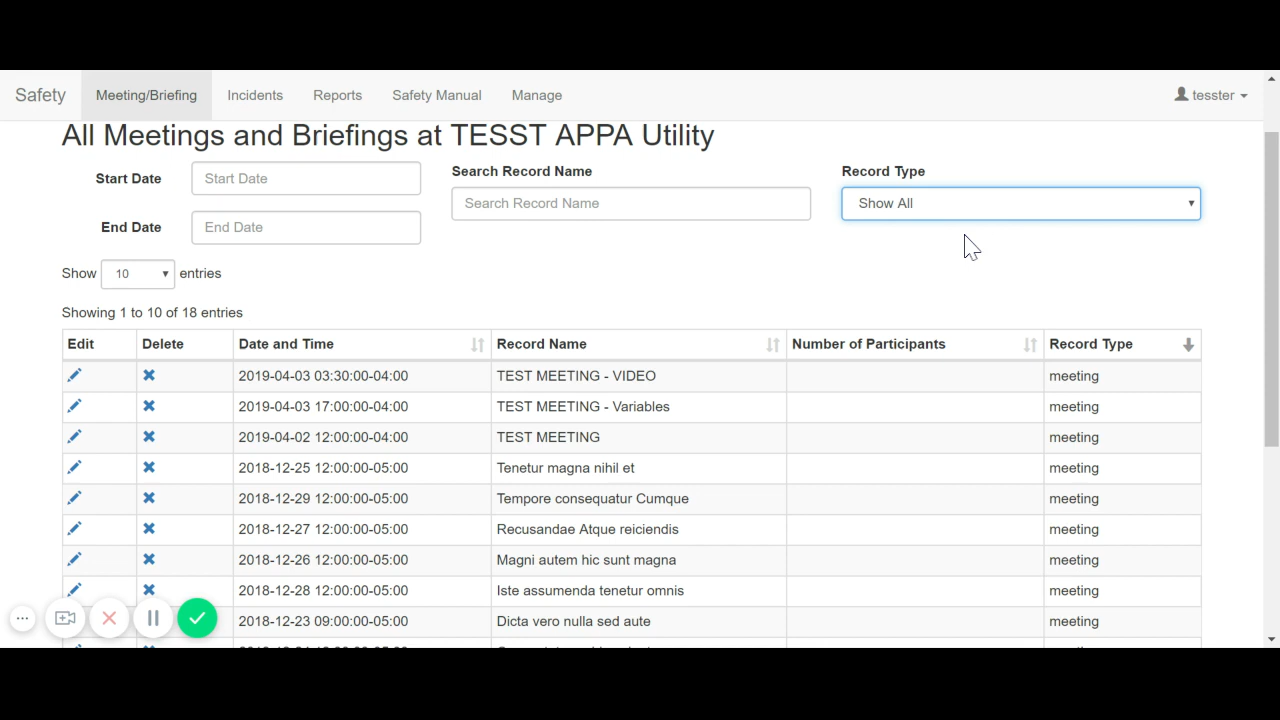 Safety Meeting/Briefing Incidents Reports Safety Manual Manage tesster
All Meetings and Briefings at TESST APPA Utility
Start Date Start Date Search Record Name Record Type
Search Record Name Show All
End Date End Date
Show 10 entries
Showing 1 to 10 of 18 entries
Edit Delete Date and Time Record Name Number of Participants Record Type
2019-04-03 03:30:00-04:00 TEST MEETING - VIDEO meeting
2019-04-03 17:00:00-04:00 TEST MEETING - Variables meeting
2019-04-02 12:00:00-04:00 TEST MEETING meeting
2018-12-25 12:00:00-05:00 Tenetur magna nihil et meeting
2018-12-29 12:00:00-05:00 Tempore consequatur Cumque meeting
2018-12-27 12:00:00-05:00 Recusandae Atque reiciendis meeting
2018-12-26 12:00:00-05:00 Magni autem hic sunt magna meeting
2018-12-28 12:00:00-05:00 Iste assumenda tenetur omnis meeting
2018-12-23 09:00:00-05:00 Dicta vero nulla sed aute meeting